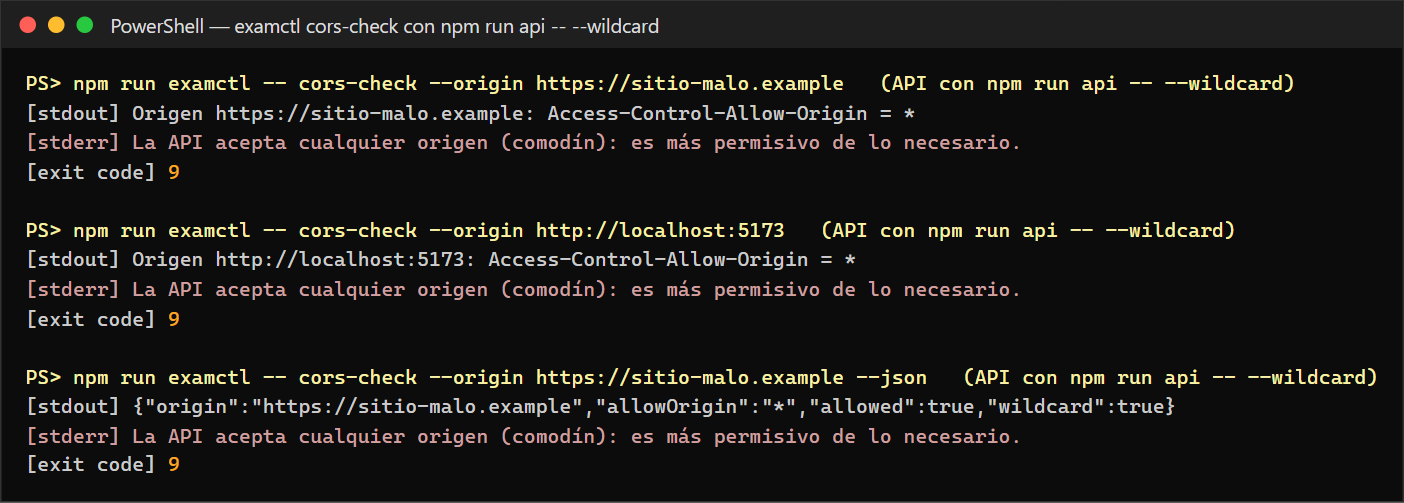 PowerShell — examctl cors-check con npm run api -- --wildcard
PS> npm run examctl -- cors-check --origin https://sitio-malo.example   (API con npm run api -- --wildcard)
[stdout] Origen https://sitio-malo.example: Access-Control-Allow-Origin = *
[stderr] La API acepta cualquier origen (comodín): es más permisivo de lo necesario.
[exit code] 9
PS> npm run examctl -- cors-check --origin http://localhost:5173   (API con npm run api -- --wildcard)
[stdout] Origen http://localhost:5173: Access-Control-Allow-Origin = *
[stderr] La API acepta cualquier origen (comodín): es más permisivo de lo necesario.
[exit code] 9
PS> npm run examctl -- cors-check --origin https://sitio-malo.example --json   (API con npm run api -- --wildcard)
[stdout] {"origin":"https://sitio-malo.example","allowOrigin":"*","allowed":true,"wildcard":true}
[stderr] La API acepta cualquier origen (comodín): es más permisivo de lo necesario.
[exit code] 9